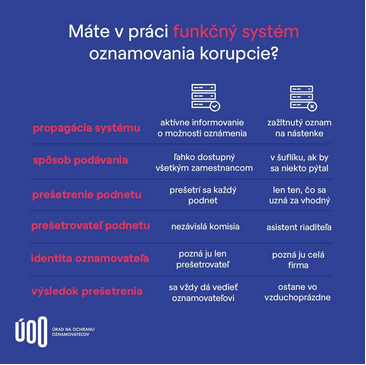 Máte v práci funkčný systém
oznamovania korupcie?
propagácia systému
aktívne informovanie
o možnosti oznámenia
zažltnutý oznam
na nástenke
spôsob podávania
ľahko dostupný
všetkým zamestnancom
v šuflíku, ak by
sa niekto pýtal
prešetrenie podnetu
prešetrí sa každý
podnet
len ten, čo sa
uzná za vhodný
prešetrovateľ podnetu
nezávislá komisia
asistent riaditeľa
identita oznamovateľa
pozná ju len
prešetrovateľ
pozná ju celá
firma
výsledok prešetrenia
sa vždy dá vedieť
oznamovateľovi
ostane vo
vzduchoprázdne
ÚOO
ÚRAD NA OCHRANU
OZNAMOVATEĽOV